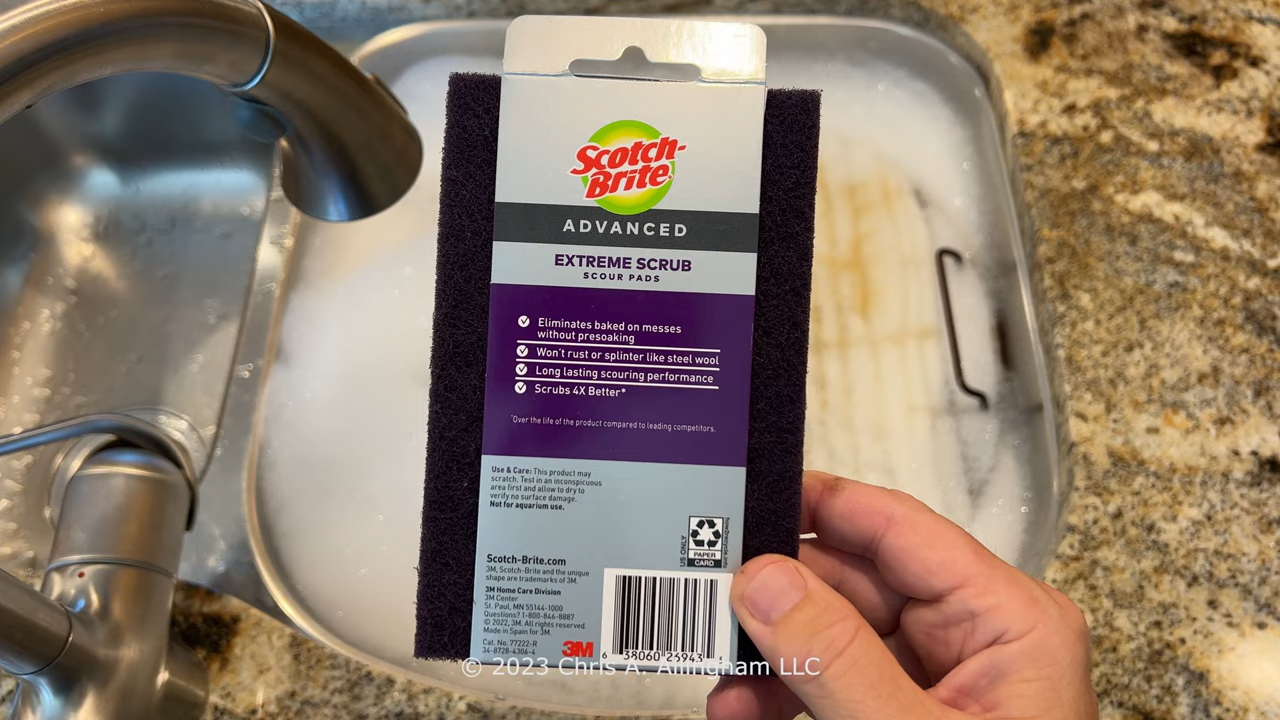 Scotch-
Brite
ADVANCED
EXTREME SCRUB
SCOUR PADS
Eliminates baked on messes
without presoaking
Won't rust or splinter like steel wool
Long lasting scouring performance
Scrubs 4X Better*
*Over the life of the product compared to leading competitors.
Use & Care: This product may
scratch. Test in an inconspicuous
area first and allow to dry to
verify no surface damage.
Not for aquarium use.
US ONLY
PAPER
CARD
how2recycle.info
Scotch-Brite.com
3M, Scotch-Brite and the unique
shape are trademarks of 3M.
3M Home Care Division
3M Center
St. Paul, MN 55144-1000
Questions? 1-800-846-8887
© 2022, 3M. All rights reserved.
Made in Spain for 3M.
Cat. No. 77222-R
34-8728-4306-4
3M
6 38060 26943
© 2023 Chris A. Allingham LLC